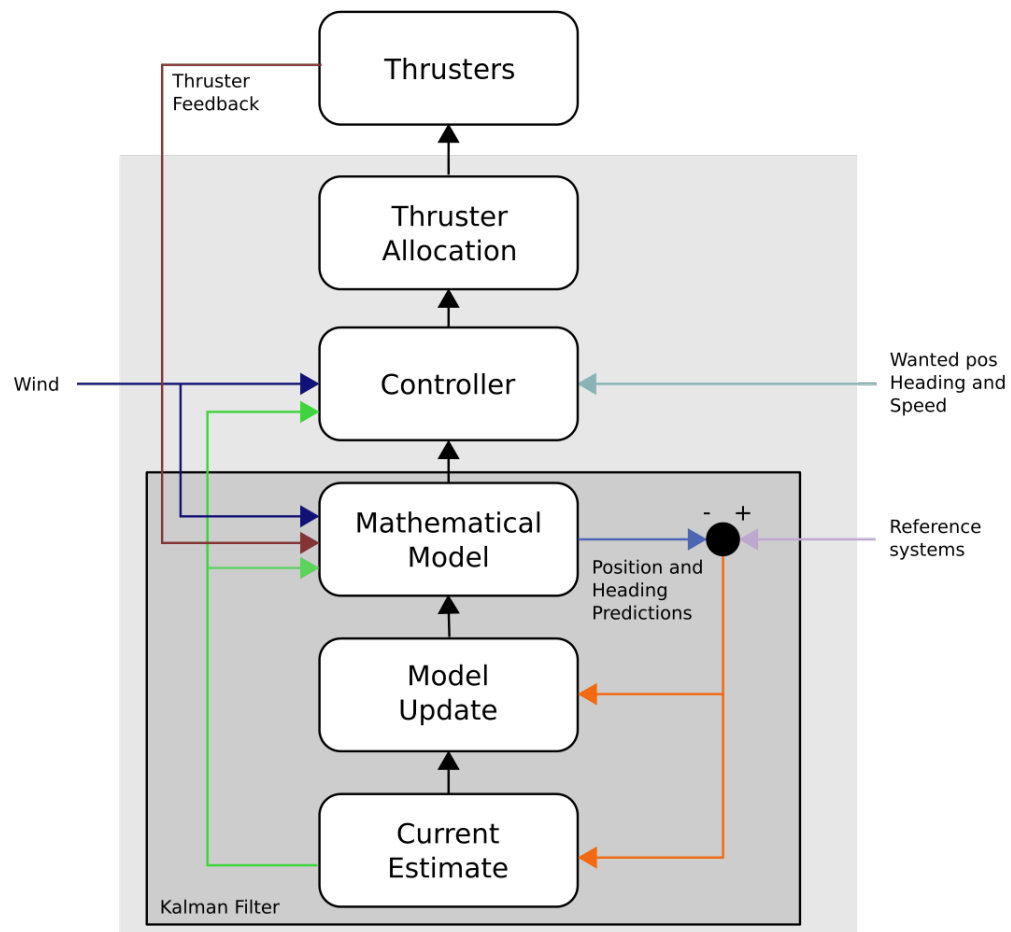 Thrusters
Thruster
Feedback
Thruster
Allocation
Wind
Controller
Wanted pos
Heading and
Speed
Mathematical
Model
- +
Reference
systems
Position and
Heading
Predictions
Model
Update
Current
Estimate
Kalman Filter